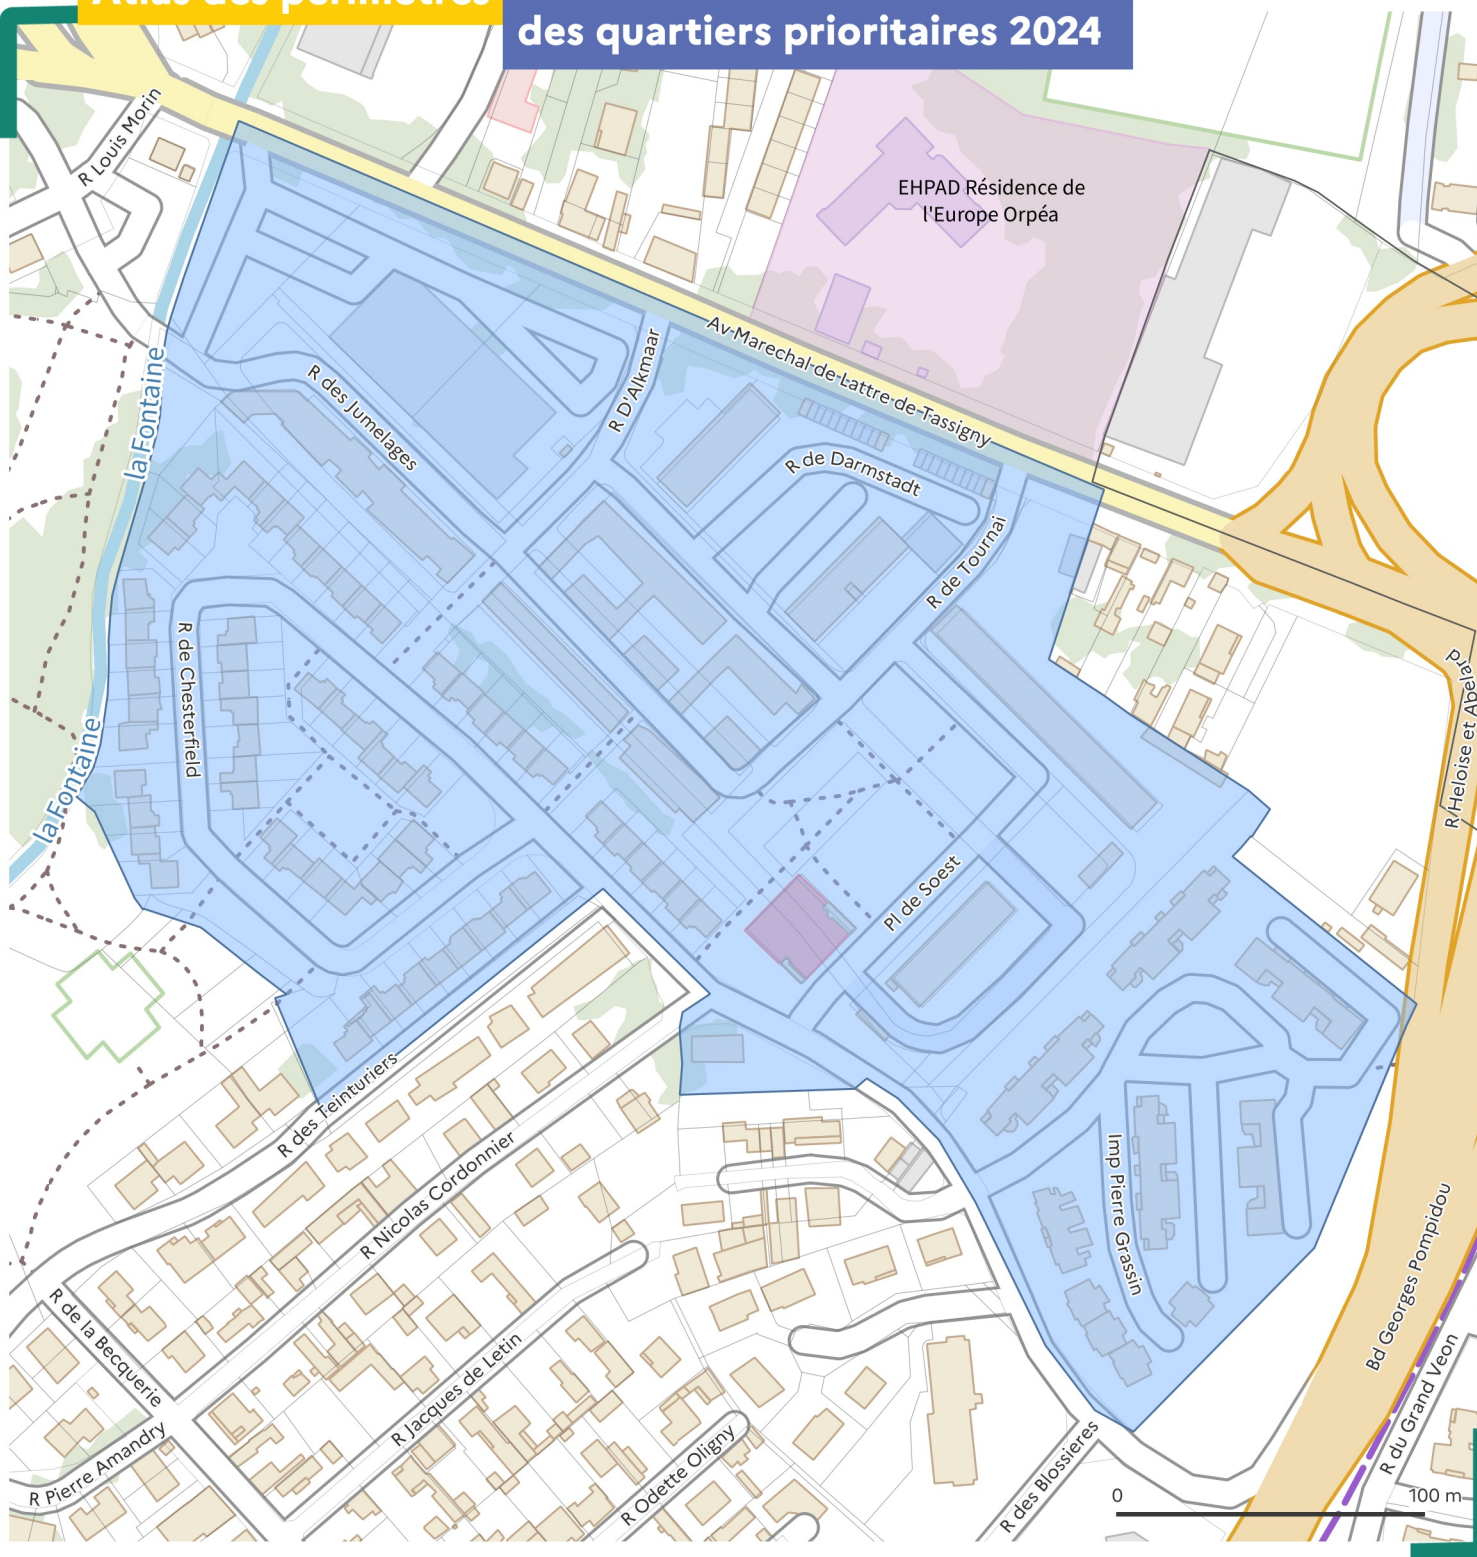 Atlas des périmètres
des quartiers prioritaires 2024
R Louis Morin
EHPAD Résidence de
l'Europe Orpéa
Av Marechal de Lattre de Tassigny
R D'Alkmaar
R des Jumelages
la Fontaine
R de Darmstadt
R de Tournai
R de Chesterfield
la Fontaine
R Heloise et Abelard
Pl de Soest
R des Teinturiers
R Nicolas Cordonnier
Imp Pierre Grassin
Bd Georges Pompidou
R de la Becquerie
R Jacques de Letin
R du Grand Veon
R Pierre Amandry
R Odette Oligny
R des Blossieres
0 100 m